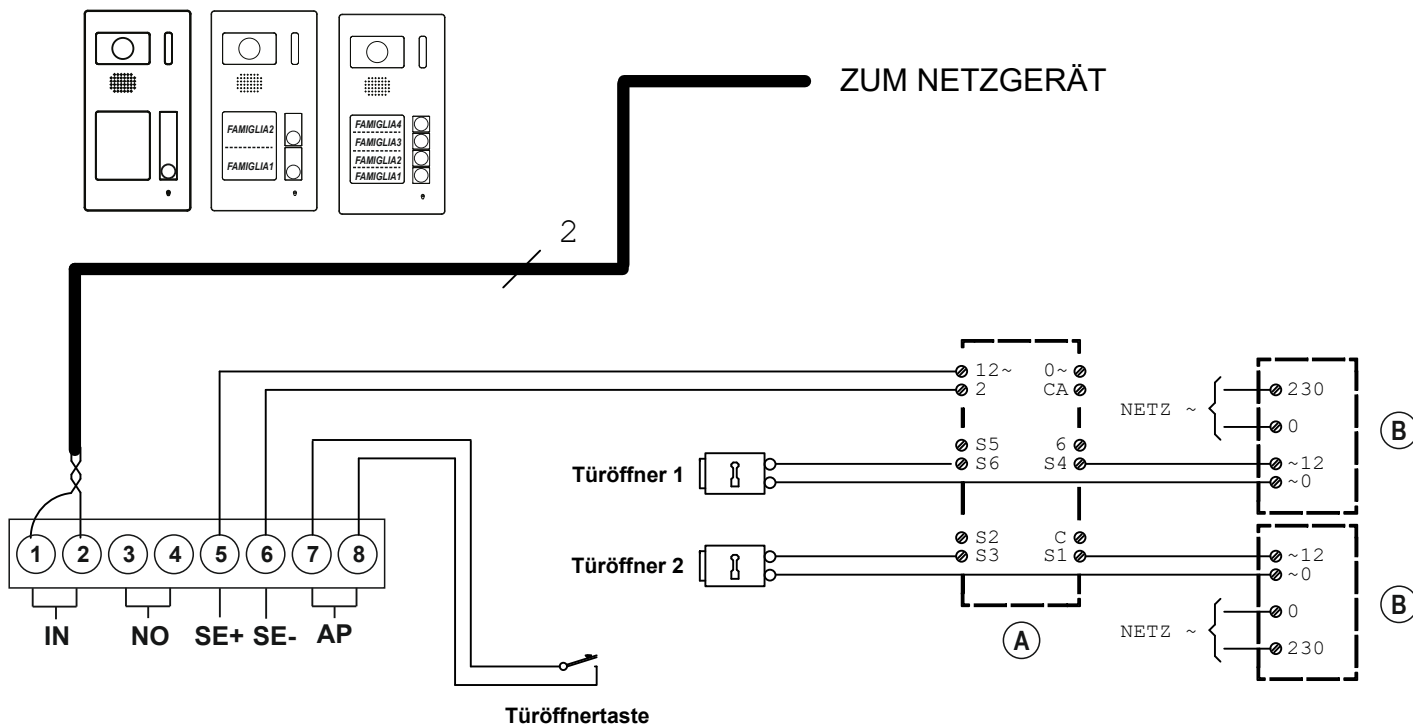 FAMIGLIA2
FAMIGLIA1
FAMIGLIA4
FAMIGLIA3
FAMIGLIA2
FAMIGLIA1
ZUM NETZGERÄT
2
12~ 0~
2 CA
S5 6
S6 S4
S2 C
S3 S1
A
Türöffner 1
Türöffner 2
NETZ ~
230
0
~12
~0
B
~12
~0
0
230
NETZ ~
B
1 2 3 4 5 6 7 8
IN NO SE+ SE- AP
Türöffnertaste